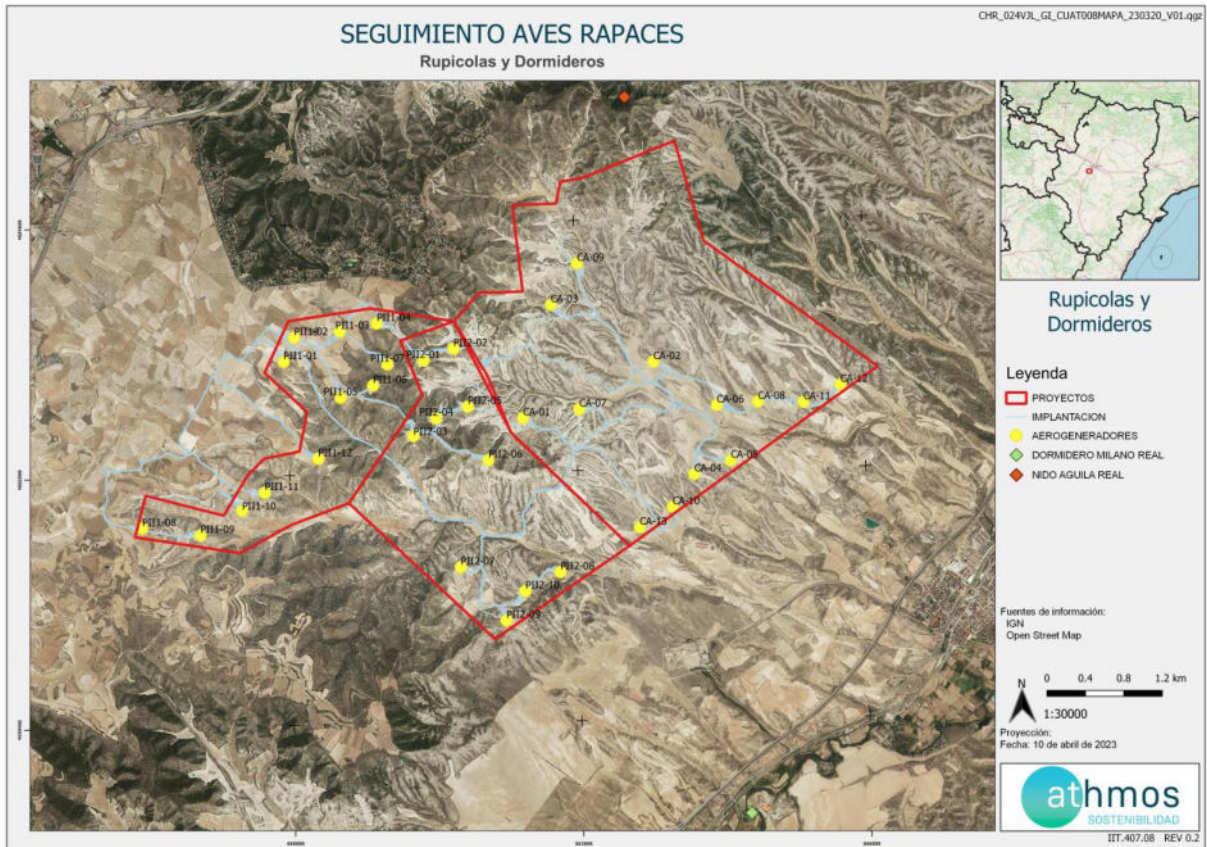 CHR_024VJL_GI_CUAT008MAPA_230320_V01.qgz
SEGUIMIENTO AVES RAPACES
Rupicolas y Dormideros
CA-09
CA-03
PII1-04
PII1-03
PII1-02
PII2-02
PII1-01
PII1-07
PII2-01
CA-02
PII1-06
CA-12
PII1-05
PII2-05
CA-06
CA-08
CA-11
PII2-04
CA-01
CA-07
PII2-03
PII1-12
PII2-06
CA-05
CA-04
PII1-11
PII1-10
CA-10
PII1-08
PII1-09
CA-13
PII2-07
PII2-08
PII2-10
PII2-09
Rupicolas y
Dormideros
Leyenda
PROYECTOS
IMPLANTACION
AEROGENERADORES
DORMIDERO MILANO REAL
NIDO AGUILA REAL
Fuentes de información:
IGN
Open Street Map
N
0 0.4 0.8 1.2 km
1:30000
Proyección:
Fecha: 10 de abril de 2023
athmos
SOSTENIBILIDAD
IIT.407.08 REV 0.2